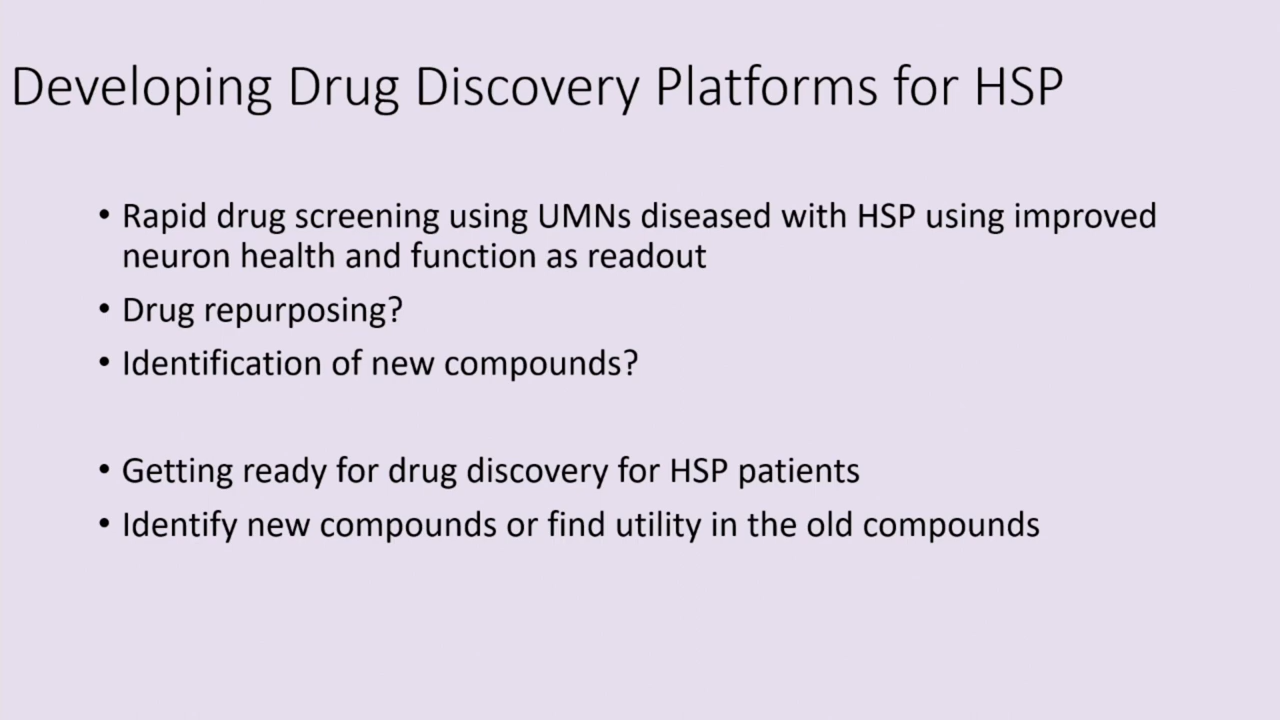 Developing Drug Discovery Platforms for HSP
• Rapid drug screening using UMNs diseased with HSP using improved
neuron health and function as readout
• Drug repurposing?
• Identification of new compounds?
• Getting ready for drug discovery for HSP patients
• Identify new compounds or find utility in the old compounds